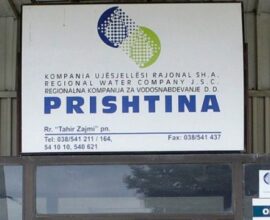 KOMPANIA UJËSJELLËSI RAJONAL SH.A.
REGIONAL WATER COMPANY J.S.C.
REGIONALNA KOMPANIJA ZA VODOSNABDEVANJE D.D.
PRISHTINA
Rr. "Tahir Zajmi" pn.
Tel: 038/541 211 / 164, Fax: 038/541 437
54 10 10, 540 621